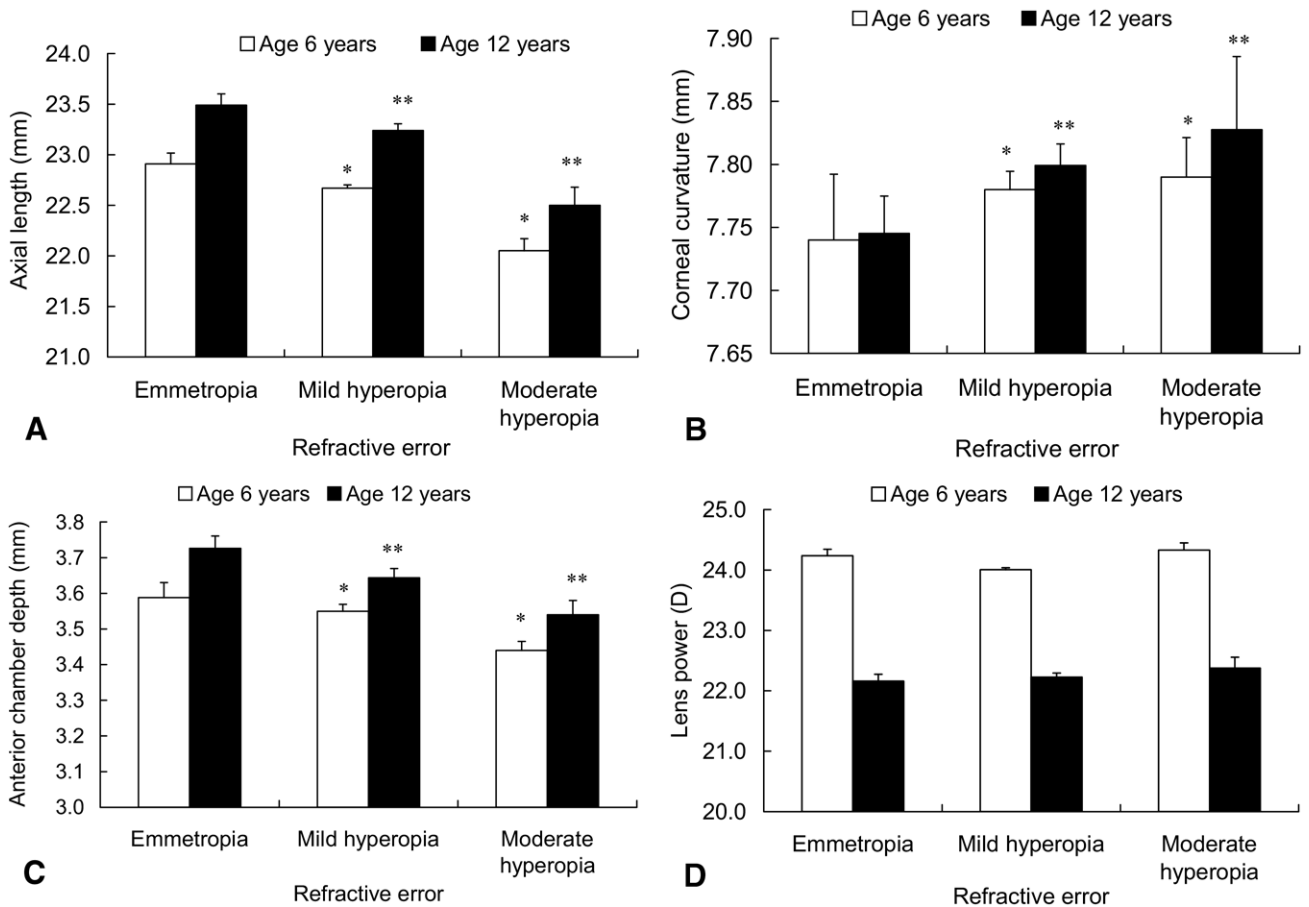 Age 6 years Age 12 years
Axial length (mm)
24.0
23.5
23.0
22.5
22.0
21.5
21.0
** 
* 
**
*
Emmetropia Mild hyperopia Moderate
hyperopia
A
Refractive error
B
Age 6 years Age 12 years
Corneal curvature (mm)
7.90
7.85
7.80
7.75
7.70
7.65
**
*
**
*
Emmetropia Mild hyperopia Moderate
hyperopia
Refractive error
Age 6 years Age 12 years
Anterior chamber depth (mm)
3.8
3.7
3.6
3.5
3.4
3.3
3.2
3.1
3.0
**
*
**
*
Emmetropia Mild hyperopia Moderate
hyperopia
C
Refractive error
Age 6 years Age 12 years
Lens power (D)
25.0
24.0
23.0
22.0
21.0
20.0
Emmetropia Mild hyperopia Moderate
hyperopia
D
Refractive error